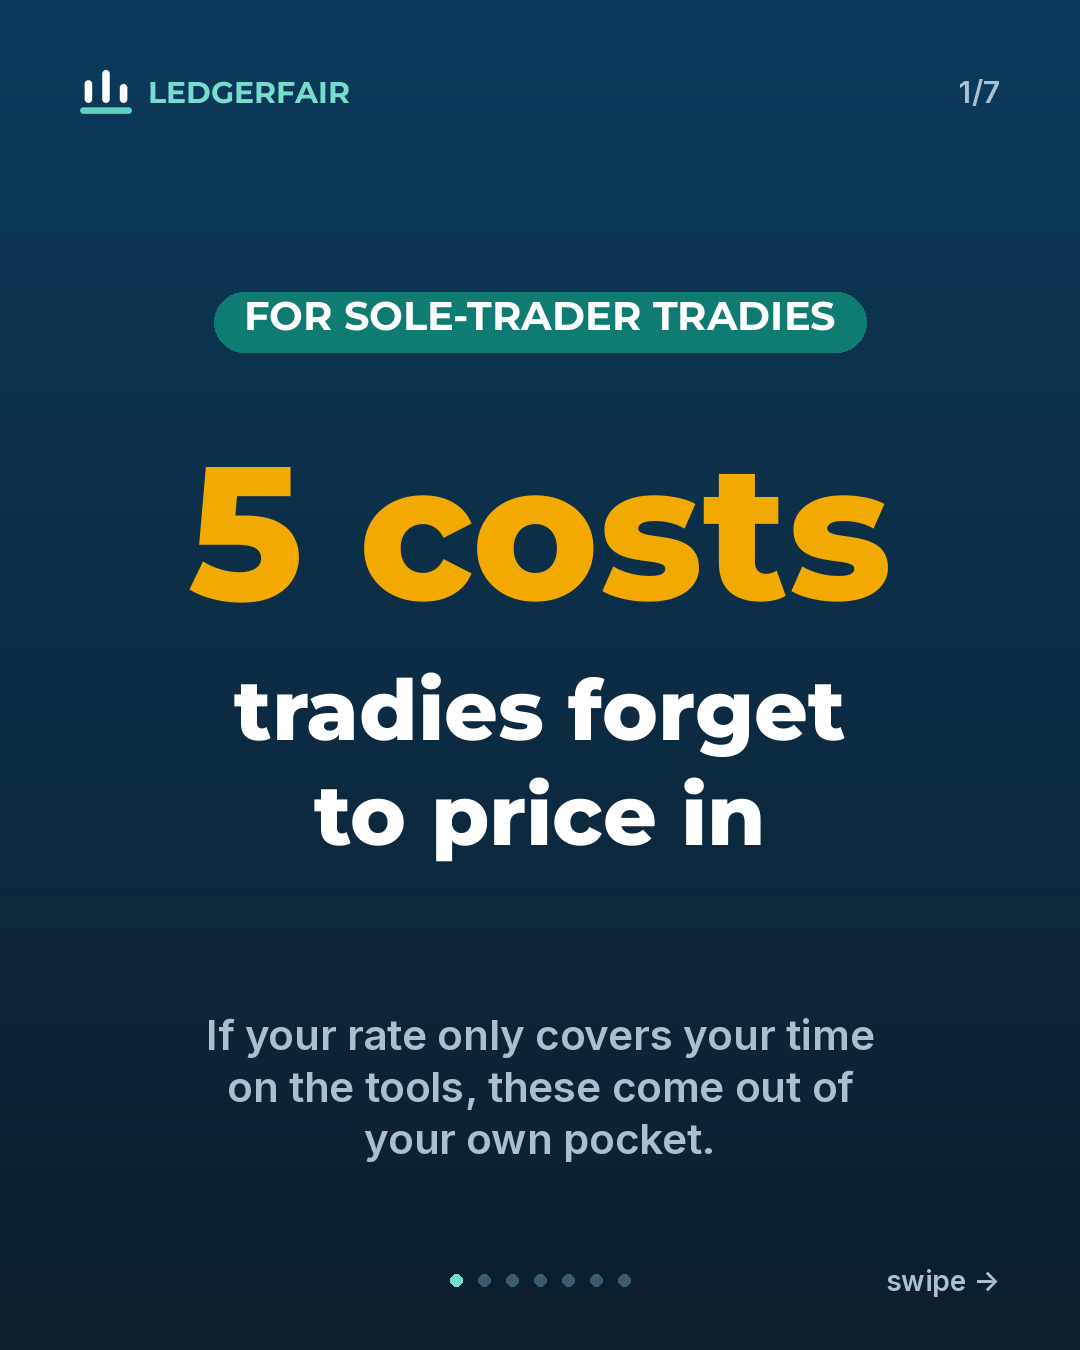 LEDGERFAIR
1/7
FOR SOLE-TRADER TRADIES
5 costs
tradies forget
to price in
If your rate only covers your time
on the tools, these come out of
your own pocket.
swipe →